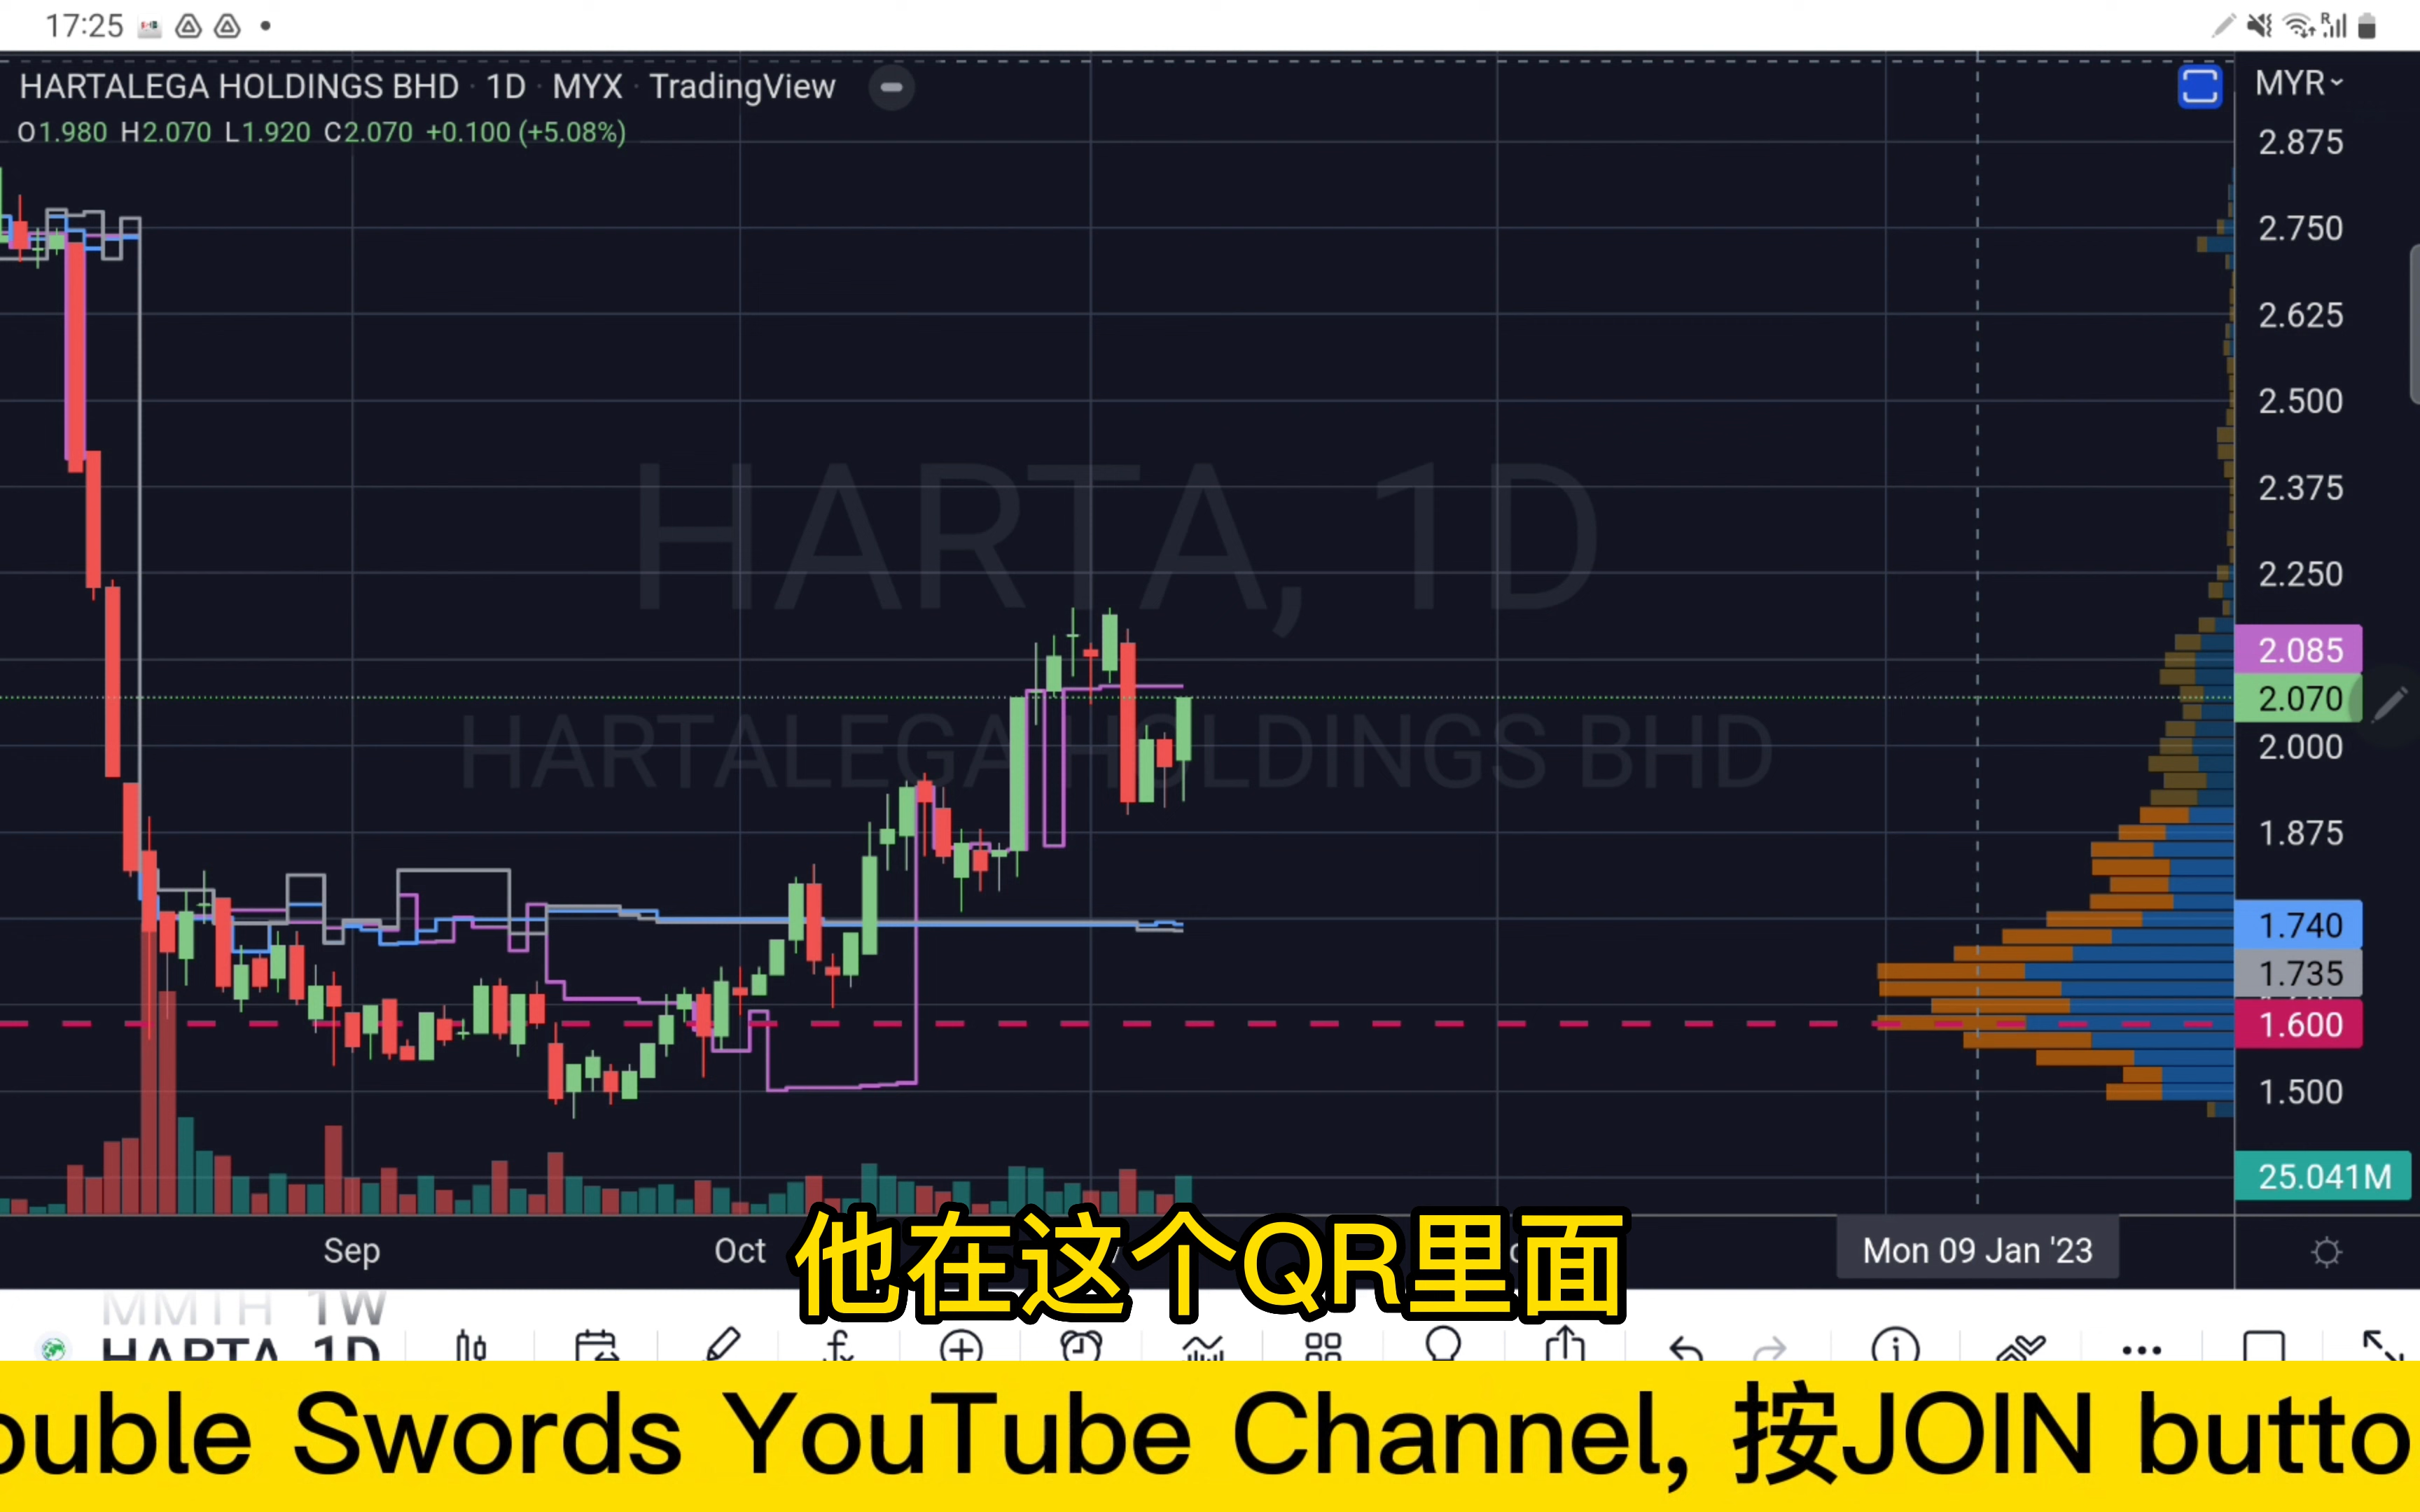 17:25
HARTALEGA HOLDINGS BHD · 1D · MYX · TradingView
MYR
O1.980 H2.070 L1.920 C2.070 +0.100 (+5.08%)
2.875
2.750
2.625
2.500
2.375
2.250
2.085
2.070
2.000
1.875
1.740
1.735
1.600
1.500
25.041M
HARTA, 1D
HARTALEGA HOLDINGS BHD
Sep Oct Mon 09 Jan '23
他在这个QR里面
MMTH 1W
HARTA 1D
ouble Swords YouTube Channel, 按JOIN butto